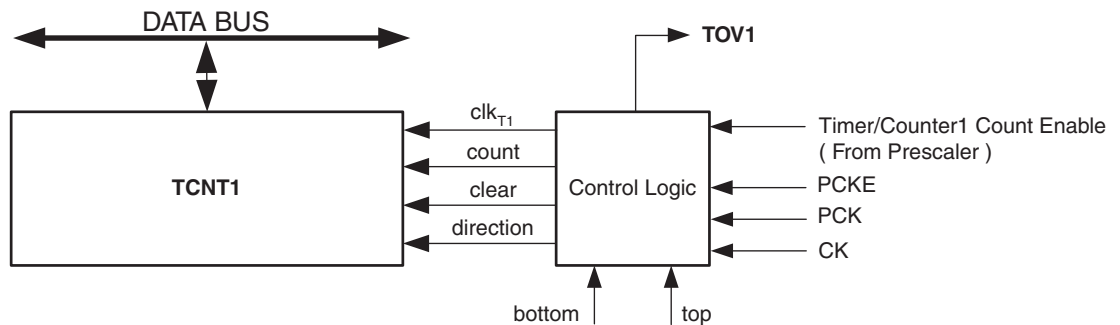 DATA BUS
TOV1
clkT1
count
clear
direction
TCNT1
Control Logic
Timer/Counter1 Count Enable
( From Prescaler )
PCKE
PCK
CK
bottom
top